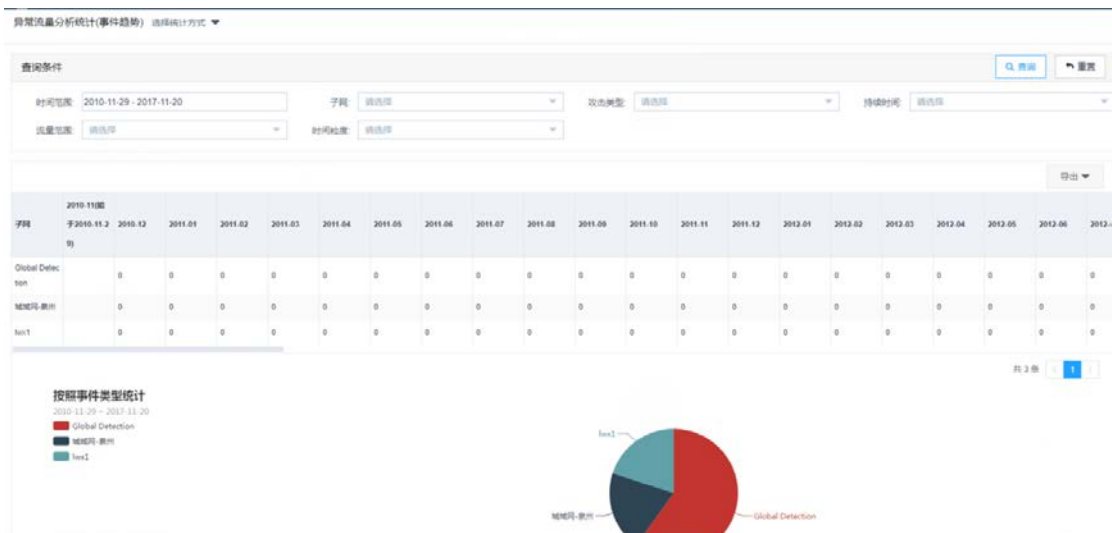 异常流量分析统计(事件趋势) 选择统计方式
查询条件 查询 重置
时间范围: 2010-11-29 - 2017-11-20 子网: 请选择 攻击类型: 请选择 持续时间: 请选择
流量范围: 请选择 时间粒度: 请选择
导出
子网 2010-11(始于2010-11-29) 2010-12 2011-01 2011-02 2011-03 2011-04 2011-05 2011-06 2011-07 2011-08 2011-09 2011-10 2011-11 2011-12 2012-01 2012-02 2012-03 2012-04 2012-05 2012-06 2012-
Global Detec
tion 0 0 0 0 0 0 0 0 0 0 0 0 0 0 0 0 0 0 0 0
城域网-泉州 0 0 0 0 0 0 0 0 0 0 0 0 0 0 0 0 0 0 0 0
0 0 0 0 0 0 0 0 0 0 0 0 0 0 0 0 0 0 0 0
共 2 条 1
按照事件类型统计
2010-11-29 ~ 2017-11-20
Global Detection
城域网-泉州
城域网-泉州
Global Detection